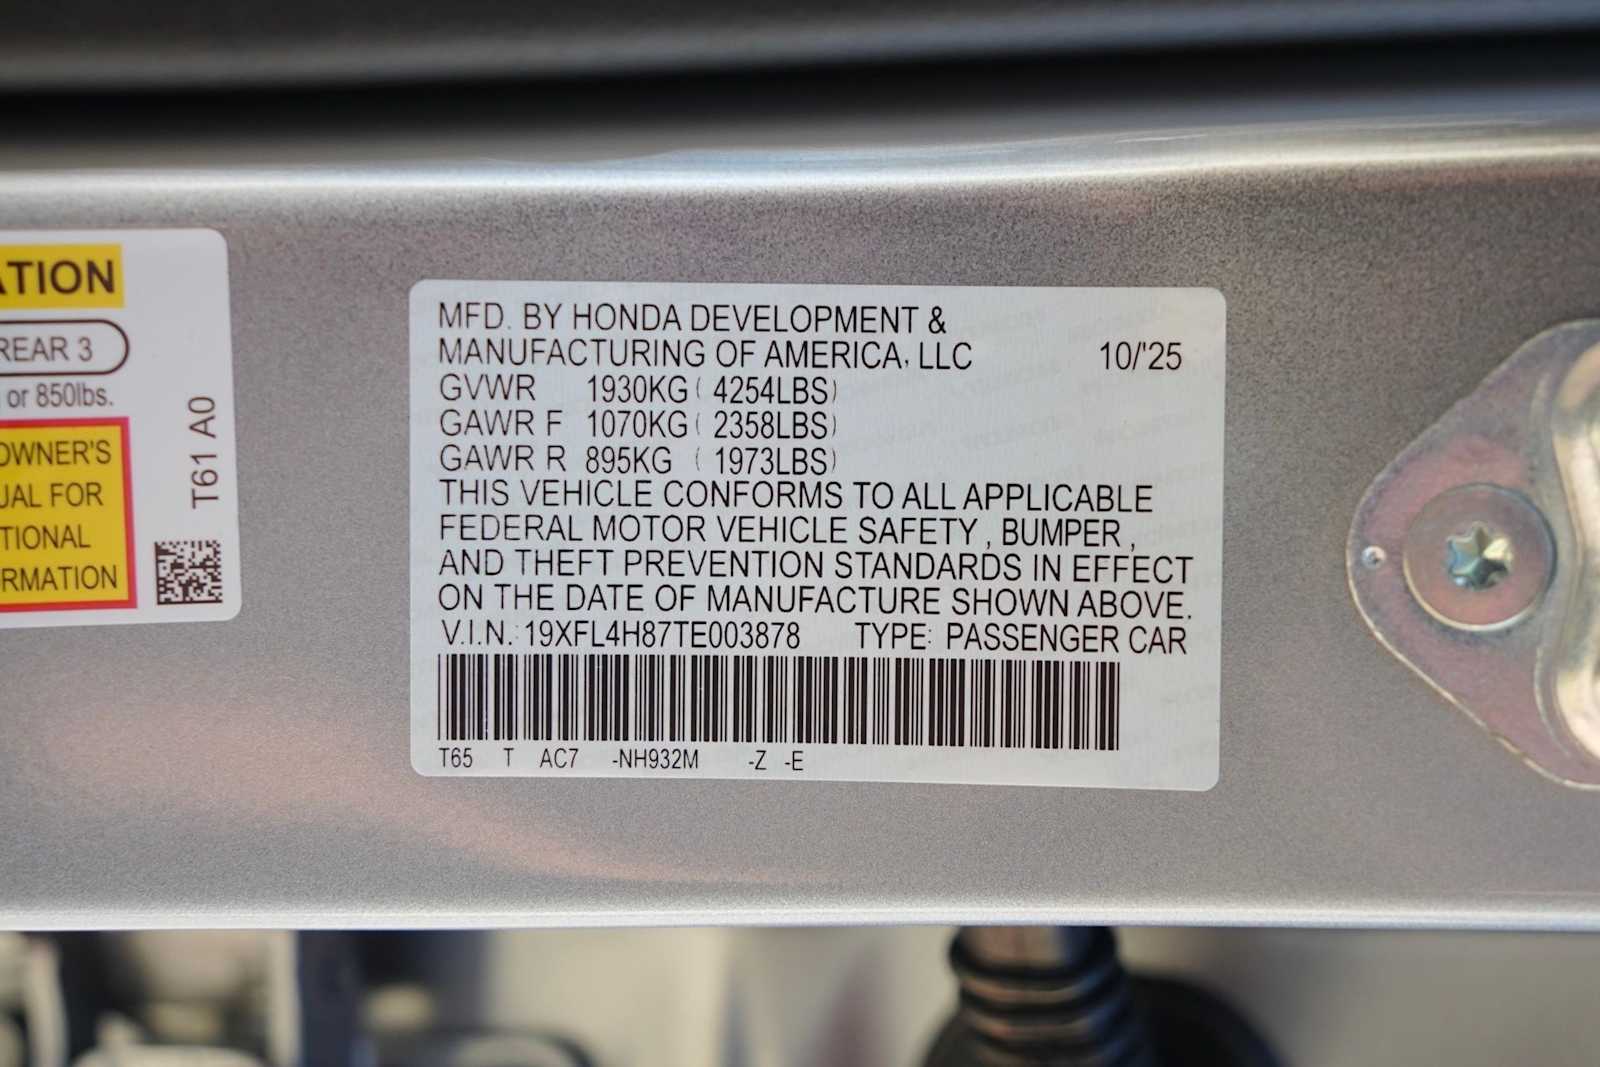 ATION
REAR 3
or 850lbs.
OWNER'S
UAL FOR
TIONAL
RMATION
T61 A0
MFD. BY HONDA DEVELOPMENT &
MANUFACTURING OF AMERICA, LLC 10/'25
GVWR 1930KG ( 4254LBS)
GAWR F 1070KG ( 2358LBS)
GAWR R 895KG ( 1973LBS)
THIS VEHICLE CONFORMS TO ALL APPLICABLE
FEDERAL MOTOR VEHICLE SAFETY , BUMPER ,
AND THEFT PREVENTION STANDARDS IN EFFECT
ON THE DATE OF MANUFACTURE SHOWN ABOVE.
V.I.N.: 19XFL4H87TE003878 TYPE: PASSENGER CAR
T65 T AC7 -NH932M -Z -E